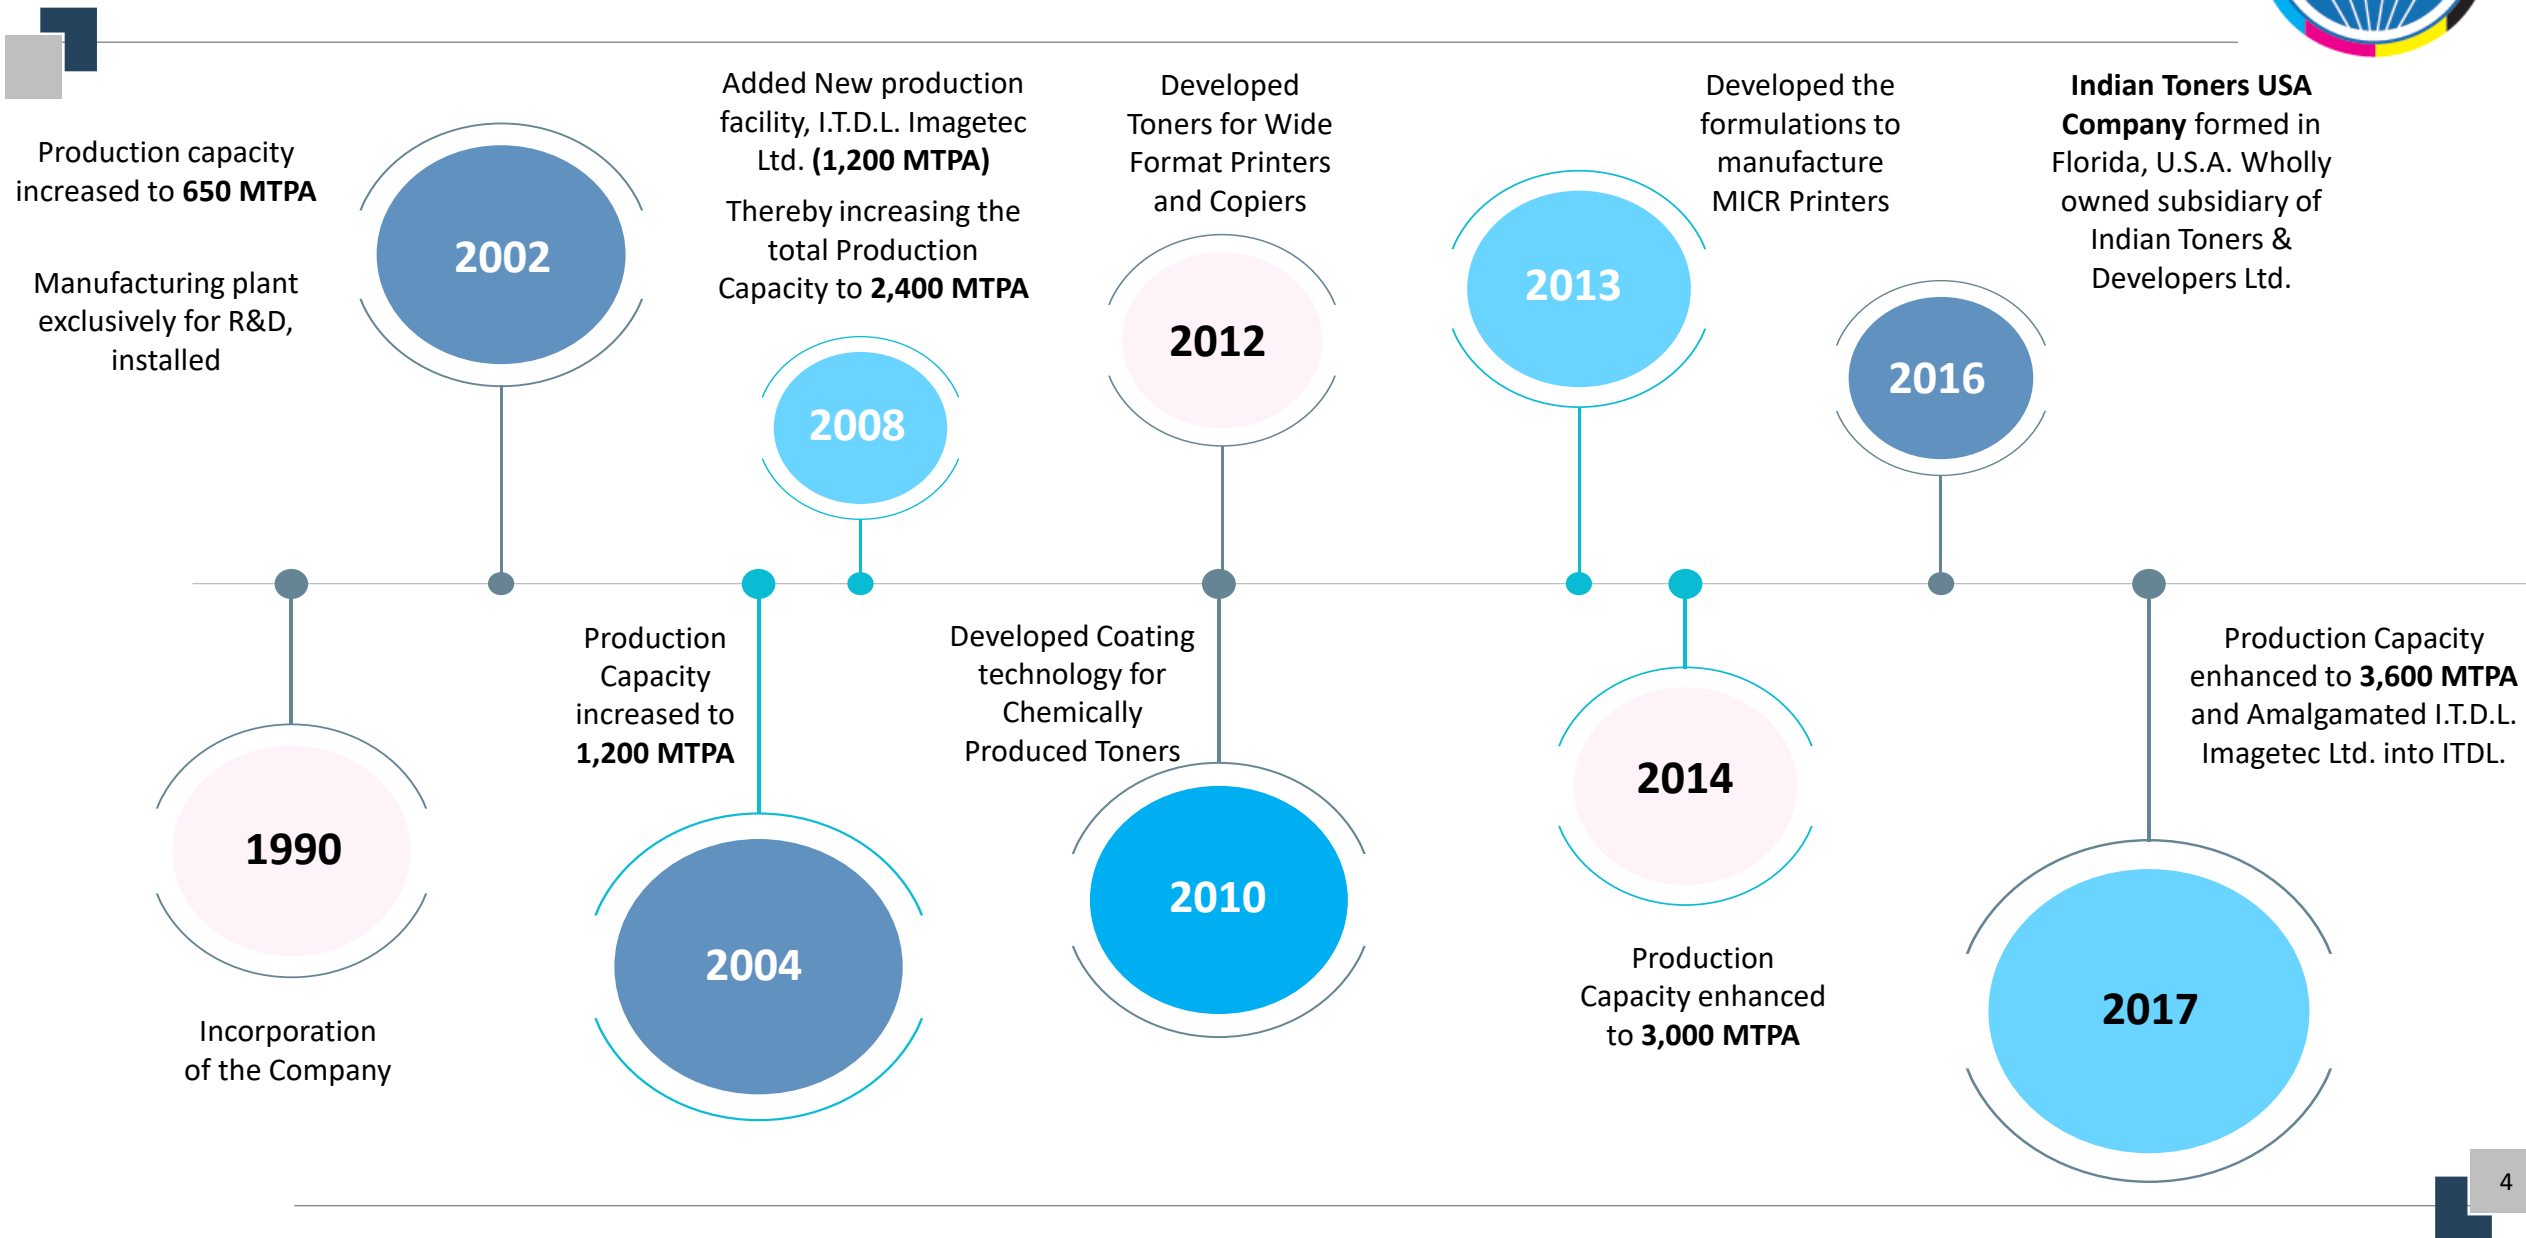 Production capacity
increased to 650 MTPA
Manufacturing plant
exclusively for R&D,
installed
2002
Added New production
facility, I.T.D.L. Imagetec
Ltd. (1,200 MTPA)
Thereby increasing the
total Production
Capacity to 2,400 MTPA
2008
Developed
Toners for Wide
Format Printers
and Copiers
2012
2013
Developed the
formulations to
manufacture
MICR Printers
2016
Indian Toners USA
Company formed in
Florida, U.S.A. Wholly
owned subsidiary of
Indian Toners &
Developers Ltd.
1990
Incorporation
of the Company
Production
Capacity
increased to
1,200 MTPA
2004
Developed Coating
technology for
Chemically
Produced Toners
2010
2014
Production
Capacity enhanced
to 3,000 MTPA
Production Capacity
enhanced to 3,600 MTPA
and Amalgamated I.T.D.L.
Imagetec Ltd. into ITDL.
2017
4